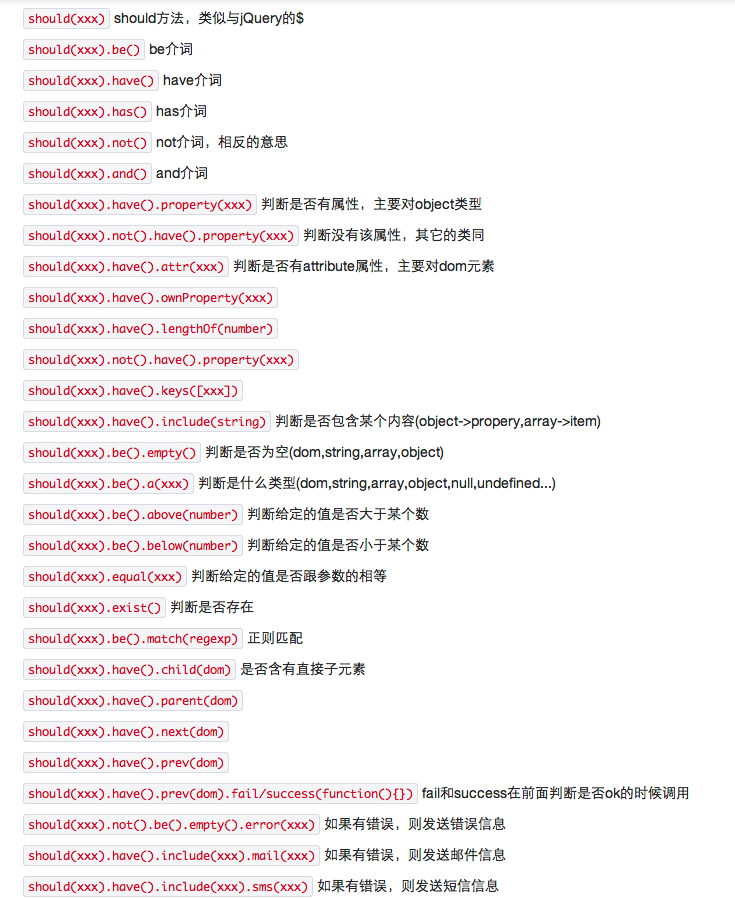 should(xxx) should方法，类似与jQuery的$
should(xxx).be() be介词
should(xxx).have() have介词
should(xxx).has() has介词
should(xxx).not() not介词，相反的意思
should(xxx).and() and介词
should(xxx).have().property(xxx) 判断是否有属性，主要对object类型
should(xxx).not().have().property(xxx) 判断没有该属性，其它的类同
should(xxx).have().attr(xxx) 判断是否有attribute属性，主要对dom元素
should(xxx).have().ownProperty(xxx)
should(xxx).have().lengthOf(number)
should(xxx).not().have().property(xxx)
should(xxx).have().keys([xxx])
should(xxx).have().include(string) 判断是否包含某个内容(object->propery,array->item)
should(xxx).be().empty() 判断是否为空(dom,string,array,object)
should(xxx).be().a(xxx) 判断是什么类型(dom,string,array,object,null,undefined...)
should(xxx).be().above(number) 判断给定的值是否大于某个数
should(xxx).be().below(number) 判断给定的值是否小于某个数
should(xxx).equal(xxx) 判断给定的值是否跟参数的相等
should(xxx).exist() 判断是否存在
should(xxx).be().match(regexp) 正则匹配
should(xxx).have().child(dom) 是否含有直接子元素
should(xxx).have().parent(dom)
should(xxx).have().next(dom)
should(xxx).have().prev(dom)
should(xxx).have().prev(dom).fail/success(function(){}) fail和success在前面判断是否ok的时候调用
should(xxx).not().be().empty().error(xxx) 如果有错误，则发送错误信息
should(xxx).have().include(xxx).mail(xxx) 如果有错误，则发送邮件信息
should(xxx).have().include(xxx).sms(xxx) 如果有错误，则发送短信信息